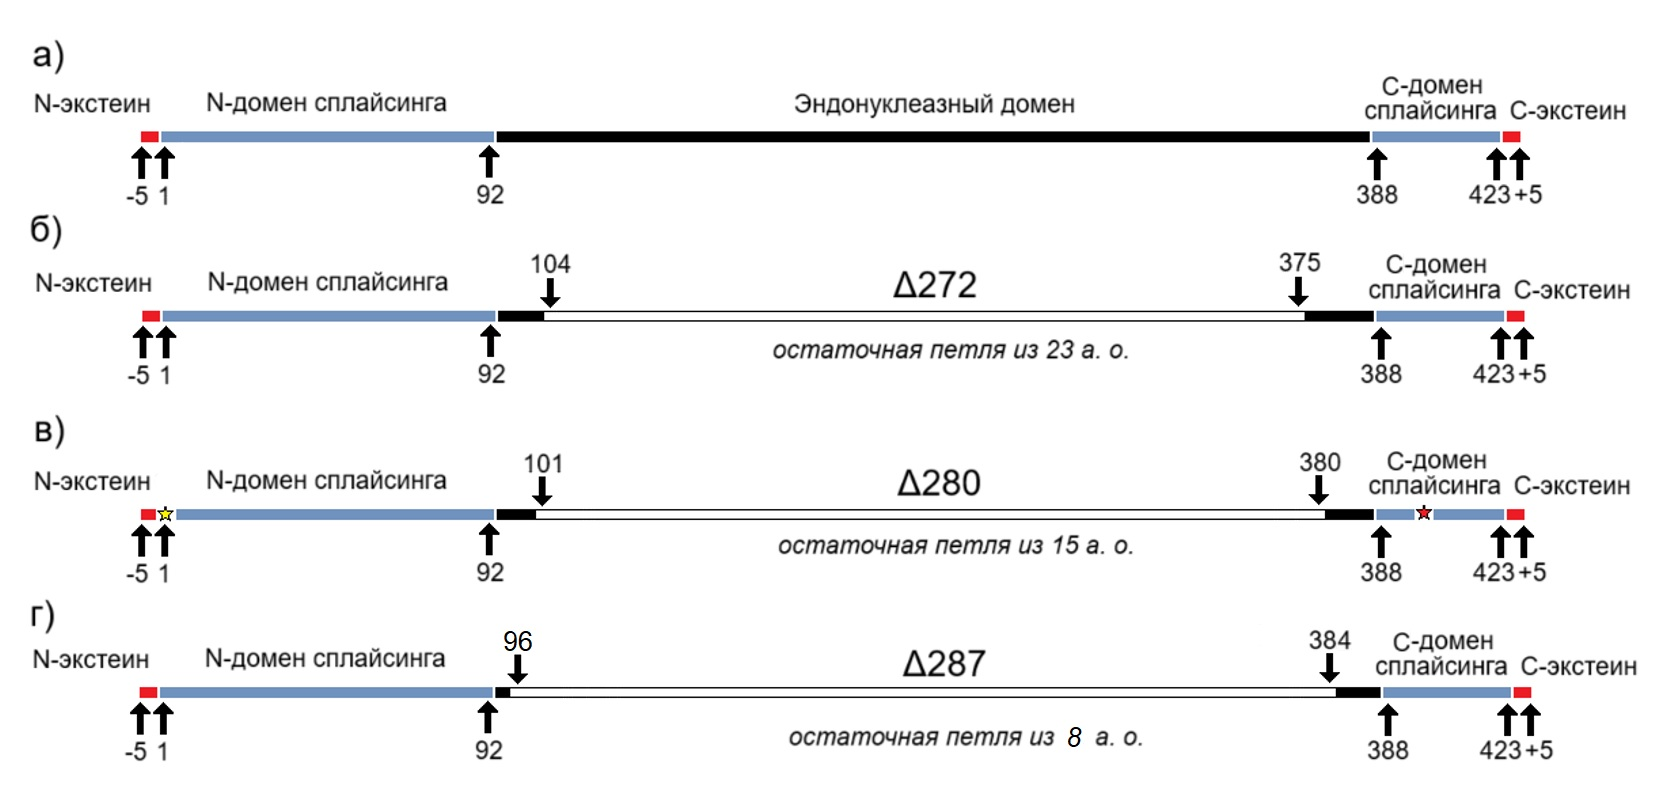 а)
N-экстеин N-домен сплайсинга Эндонуклеазный домен С-домен сплайсинга С-экстеин
-5 1 92 388 423 +5
б)
N-экстеин N-домен сплайсинга 104 Δ272 375 С-домен сплайсинга С-экстеин
остаточная петля из 23 а. о.
-5 1 92 388 423 +5
в)
N-экстеин N-домен сплайсинга 101 Δ280 380 С-домен сплайсинга С-экстеин
остаточная петля из 15 а. о.
-5 1 92 388 423 +5
г)
N-экстеин N-домен сплайсинга 96 Δ287 384 С-домен сплайсинга С-экстеин
остаточная петля из 8 а. о.
-5 1 92 388 423 +5